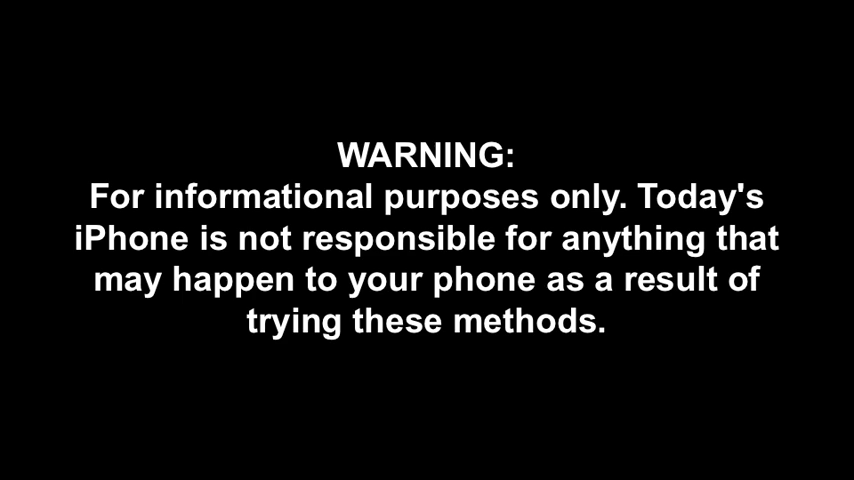 WARNING:
For informational purposes only. Today's
iPhone is not responsible for anything that
may happen to your phone as a result of
trying these methods.